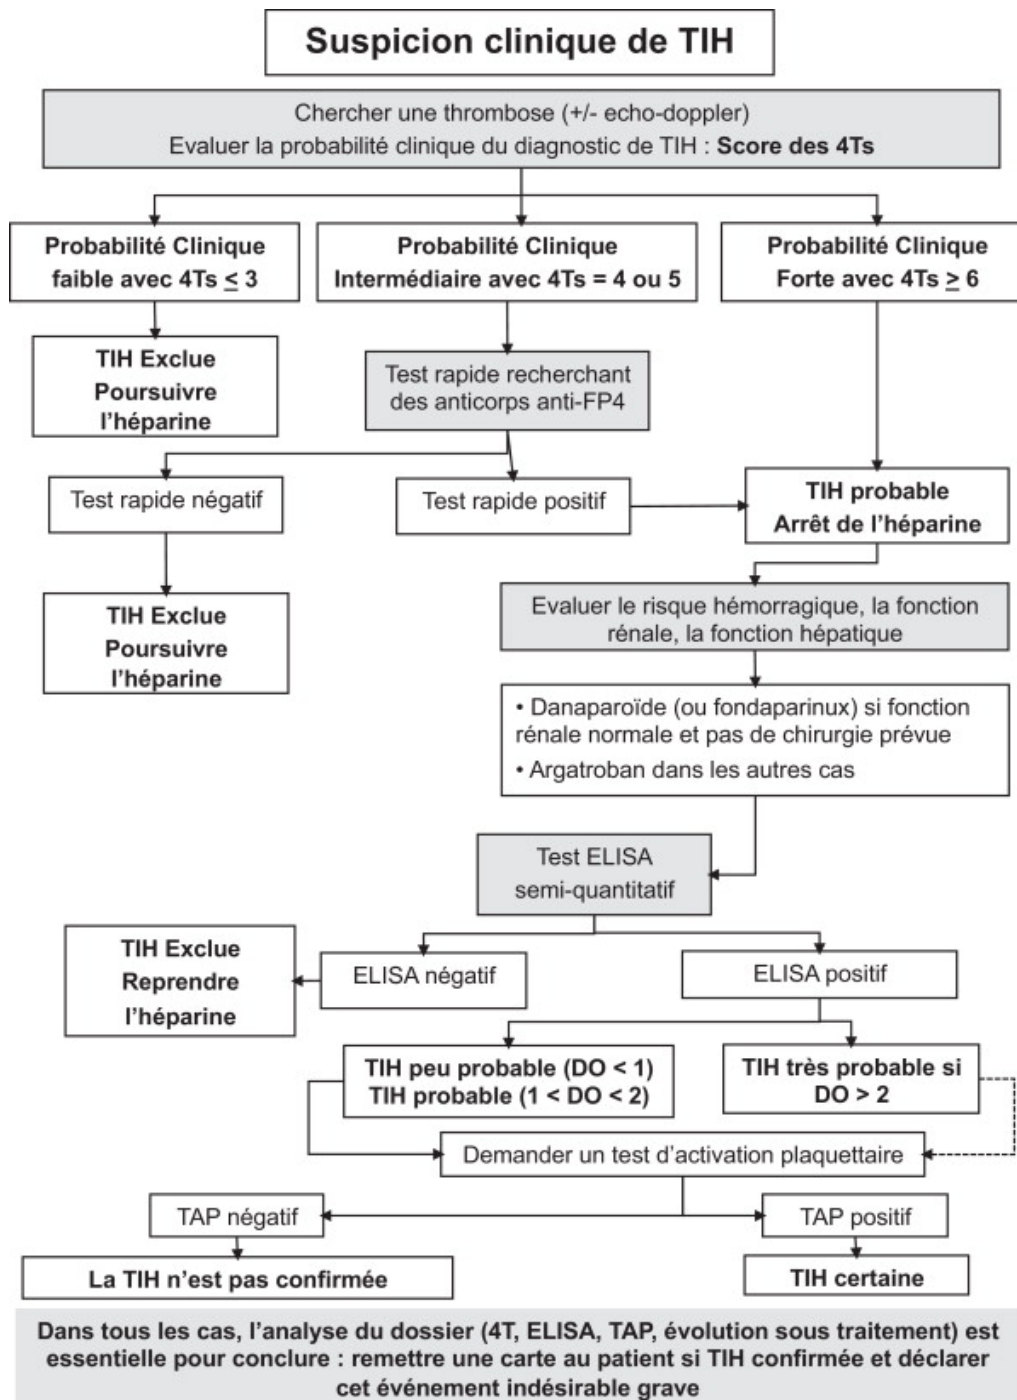 Suspicion clinique de TIH
Chercher une thrombose (+/- echo-doppler)
Evaluer la probabilité clinique du diagnostic de TIH : Score des 4Ts
Probabilité Clinique
faible avec 4Ts ≤ 3
Probabilité Clinique
Intermédiaire avec 4Ts = 4 ou 5
Probabilité Clinique
Forte avec 4Ts ≥ 6
TIH Exclue
Poursuivre
l’héparine
Test rapide recherchant
des anticorps anti-FP4
Test rapide négatif
Test rapide positif
TIH probable
Arrêt de l’héparine
TIH Exclue
Poursuivre
l’héparine
Evaluer le risque hémorragique, la fonction
rénale, la fonction hépatique
• Danaparoïde (ou fondaparinux) si fonction
rénale normale et pas de chirurgie prévue
• Argatroban dans les autres cas
Test ELISA
semi-quantitatif
TIH Exclue
Reprendre
l’héparine
ELISA négatif
ELISA positif
TIH peu probable (DO < 1)
TIH probable (1 < DO < 2)
TIH très probable si
DO > 2
Demander un test d’activation plaquettaire
TAP négatif
TAP positif
La TIH n’est pas confirmée
TIH certaine
Dans tous les cas, l’analyse du dossier (4T, ELISA, TAP, évolution sous traitement) est
essentielle pour conclure : remettre une carte au patient si TIH confirmée et déclarer
cet événement indésirable grave